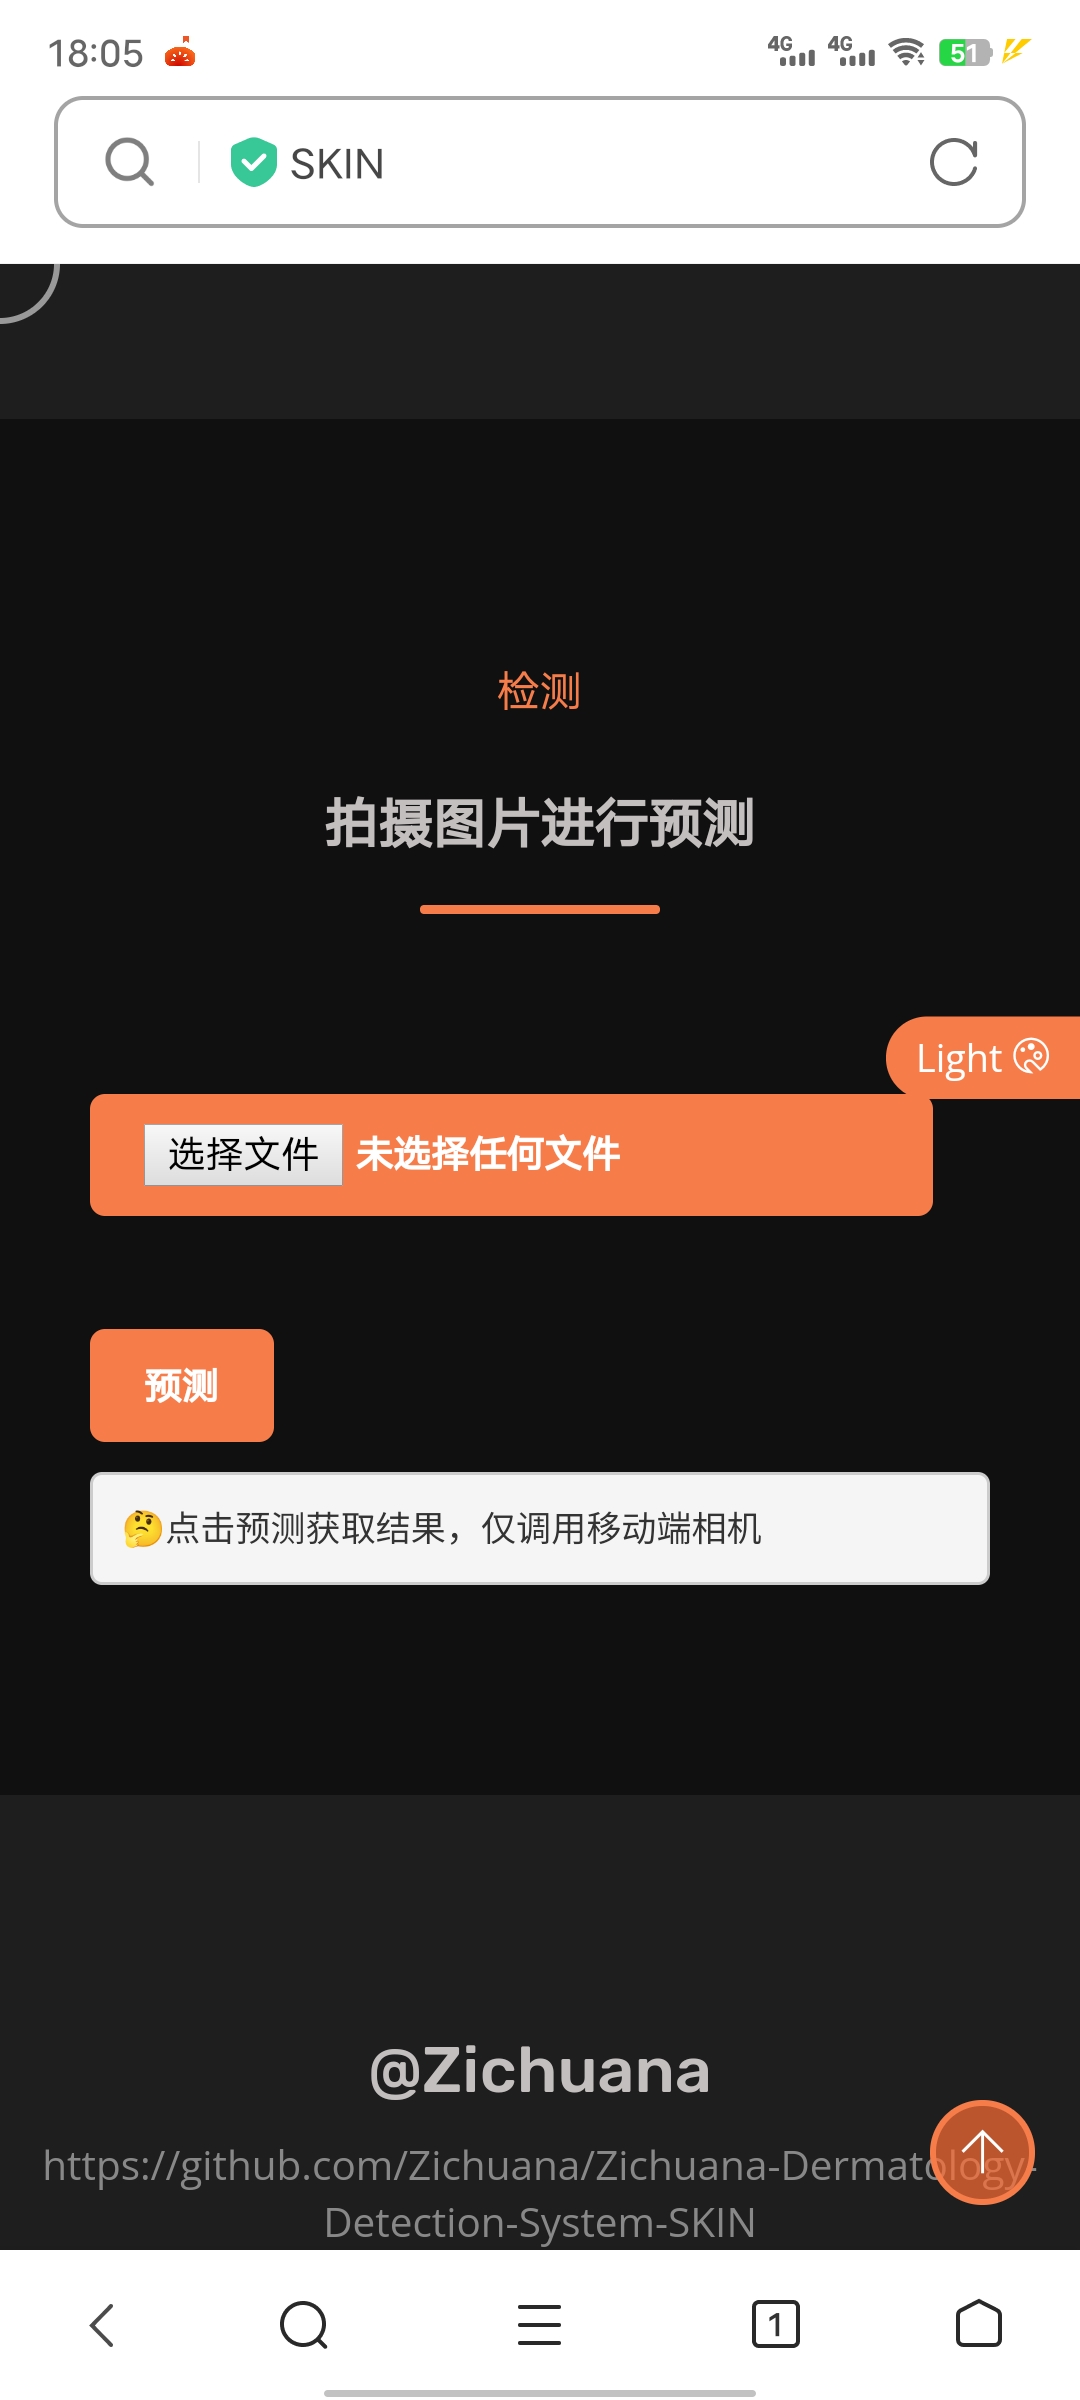 18:05
4G 4G 51
SKIN
检测
拍摄图片进行预测
Light
选择文件 未选择任何文件
预测
🤔点击预测获取结果，仅调用移动端相机
@Zichuana
https://github.com/Zichuana/Zichuana-Dermatology-
Detection-System-SKIN
1